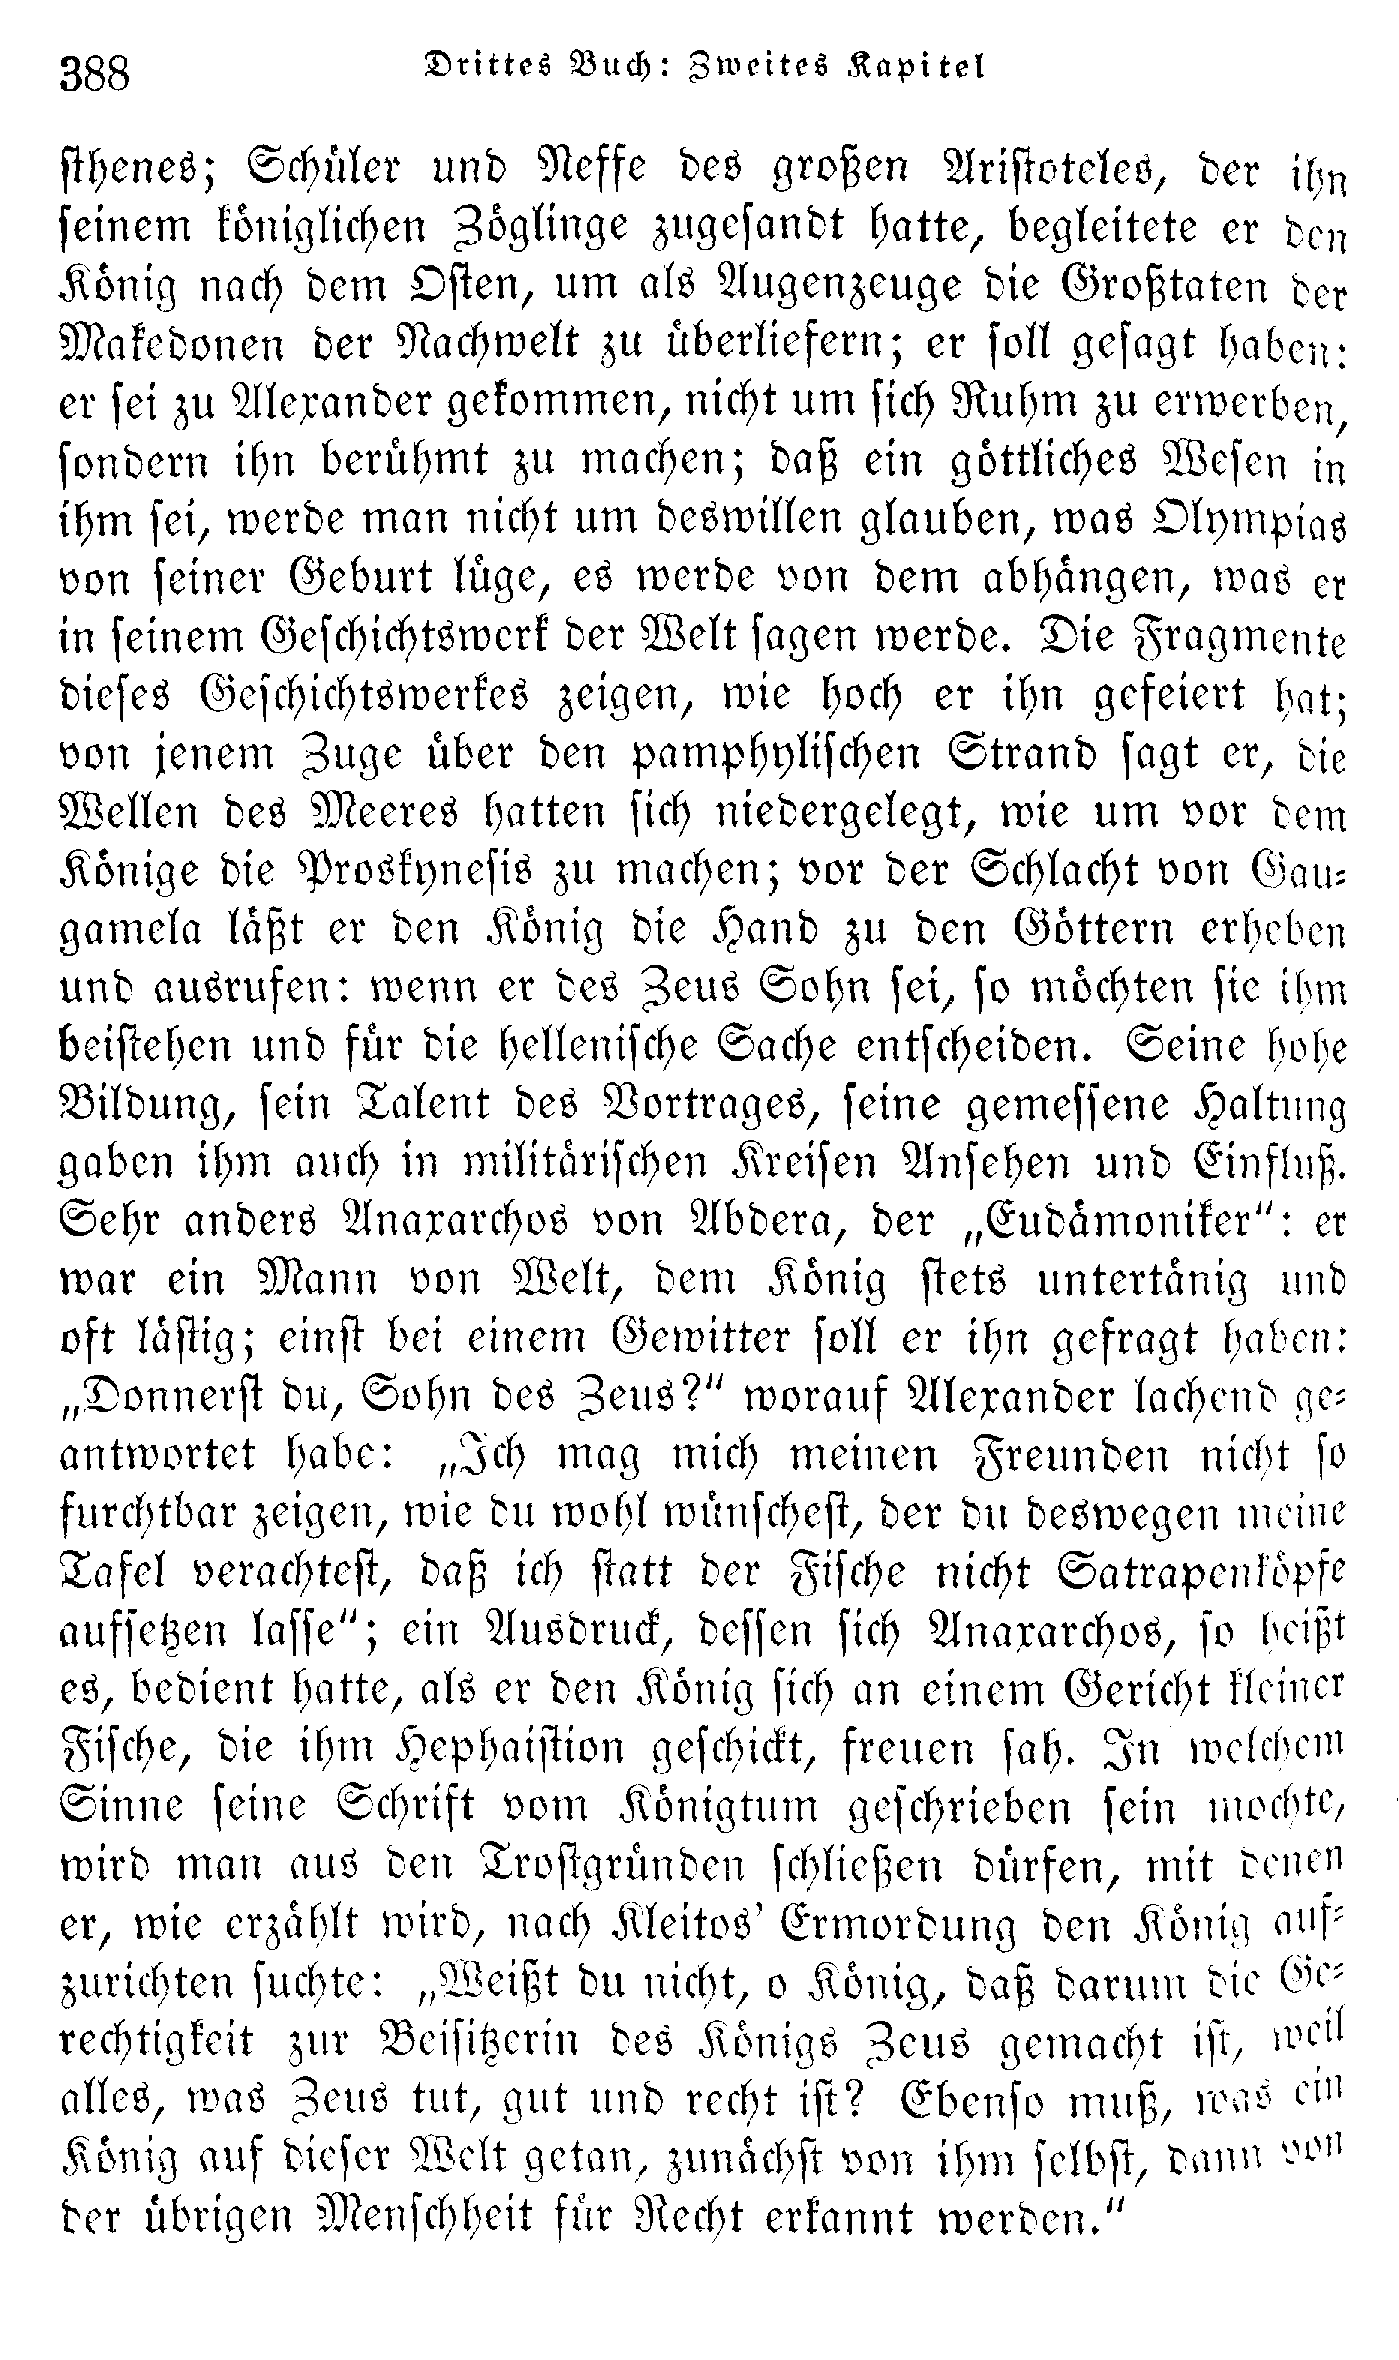 388
Drittes Buch: Zweites Kapitel
sthenes; Schüler und Neffe des großen Aristoteles, der ihn
seinem königlichen Zöglinge zugesandt hatte, begleitete er den
König nach dem Osten, um als Augenzeuge die Großtaten der
Makedonen der Nachwelt zu überliefern; er soll gesagt haben:
er sei zu Alexander gekommen, nicht um sich Ruhm zu erwerben,
sondern ihn berühmt zu machen; daß ein göttliches Wesen in
ihm sei, werde man nicht um deswillen glauben, was Olympias
von seiner Geburt lüge, es werde von dem abhängen, was er
in seinem Geschichtswerk der Welt sagen werde. Die Fragmente
dieses Geschichtswerkes zeigen, wie hoch er ihn gefeiert hat;
von jenem Zuge über den pamphylischen Strand sagt er, die
Wellen des Meeres hatten sich niedergelegt, wie um vor dem
Könige die Proskynesis zu machen; vor der Schlacht von Gau-
gamela läßt er den König die Hand zu den Göttern erheben
und ausrufen: wenn er des Zeus Sohn sei, so möchten sie ihm
beistehen und für die hellenische Sache entscheiden. Seine hohe
Bildung, sein Talent des Vortrages, seine gemessene Haltung
gaben ihm auch in militärischen Kreisen Ansehen und Einfluß.
Sehr anders Anaxarchos von Abdera, der „Eudämoniker“: er
war ein Mann von Welt, dem König stets untertänig und
oft lästig; einst bei einem Gewitter soll er ihn gefragt haben:
„Donnerst du, Sohn des Zeus?“ worauf Alexander lachend ge-
antwortet habe: „Ich mag mich meinen Freunden nicht so
furchtbar zeigen, wie du wohl wünschest, der du deswegen meine
Tafel verachtest, daß ich statt der Fische nicht Satrapenköpfe
aufsetzen lasse“; ein Ausdruck, dessen sich Anaxarchos, so heißt
es, bedient hatte, als er den König sich an einem Gericht kleiner
Fische, die ihm Hephaistion geschickt, freuen sah. In welchem
Sinne seine Schrift vom Königtum geschrieben sein mochte,
wird man aus den Trostgründen schließen dürfen, mit denen
er, wie erzählt wird, nach Kleitos’ Ermordung den König auf-
zurichten suchte: „Weißt du nicht, o König, daß darum die Ge-
rechtigkeit zur Beisitzerin des Königs Zeus gemacht ist, weil
alles, was Zeus tut, gut und recht ist? Ebenso muß, was ein
König auf dieser Welt getan, zunächst von ihm selbst, dann von
der übrigen Menschheit für Recht erkannt werden.“